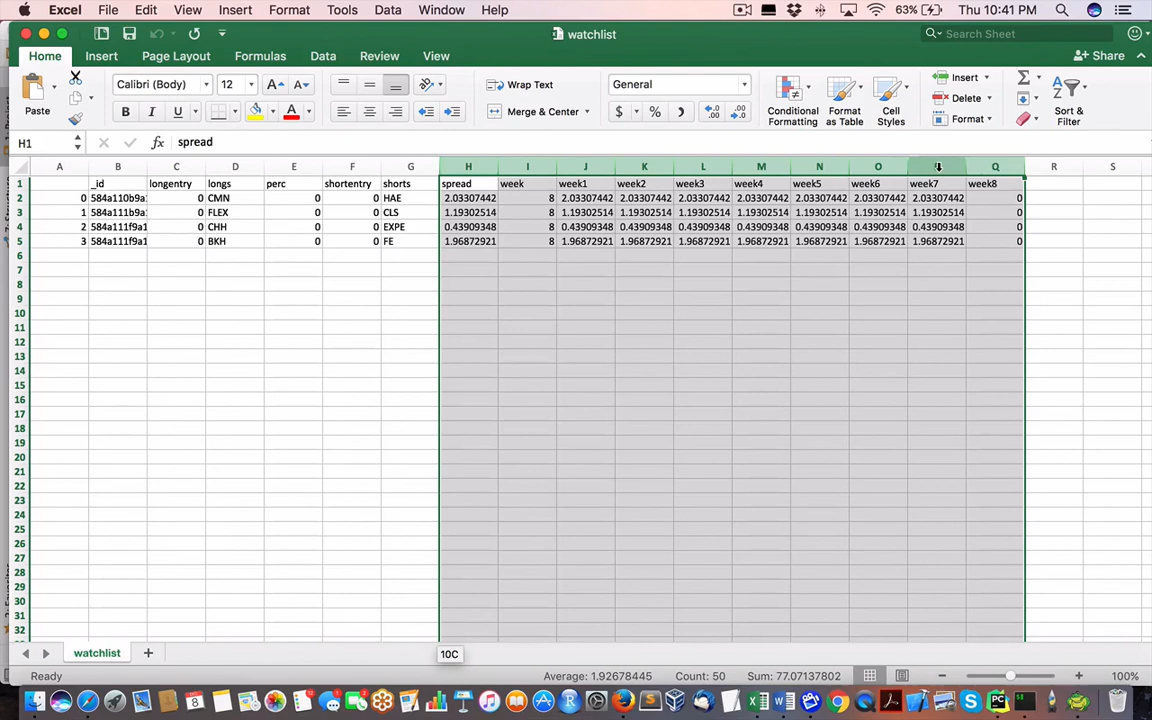 Excel File Edit View Insert Format Tools Data Window Help 63% Thu 10:41 PM
watchlist Search Sheet
Home Insert Page Layout Formulas Data Review View Share
Paste Calibri (Body) 12 A A Wrap Text General Conditional Formatting Format as Table Cell Styles Insert Delete Format Sort & Filter
B I U A Merge & Center $ % )
H1 fx spread
A B C D E F G H I J K L M N O Q R S
1 _id longentry longs perc shortentry shorts spread week week1 week2 week3 week4 week5 week6 week7 week8
2 0 584a110b9a 0 CMN 0 0 HAE 2.03307442 8 2.03307442 2.03307442 2.03307442 2.03307442 2.03307442 2.03307442 2.03307442 0
3 1 584a111b9a 0 FLEX 0 0 CLS 1.19302514 8 1.19302514 1.19302514 1.19302514 1.19302514 1.19302514 1.19302514 1.19302514 0
4 2 584a111f9a1 0 CHH 0 0 EXPE 0.43909348 8 0.43909348 0.43909348 0.43909348 0.43909348 0.43909348 0.43909348 0.43909348 0
5 3 584a111f9a1 0 BKH 0 0 FE 1.96872921 8 1.96872921 1.96872921 1.96872921 1.96872921 1.96872921 1.96872921 1.96872921 0
6
7
8
9
10
11
12
13
14
15
16
17
18
19
20
21
22
23
24
25
26
27
28
29
30
31
32
watchlist 10C
Ready Average: 1.92678445 Count: 50 Sum: 77.07137802 100%